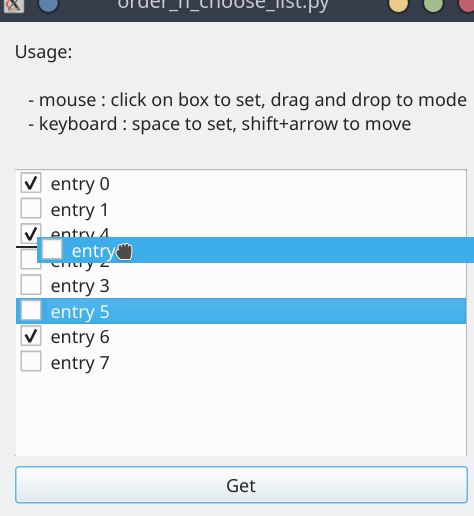 order_n_choose_list.py
Usage:
- mouse : click on box to set, drag and drop to mode
- keyboard : space to set, shift+arrow to move
entry 0
entry 1
entry 4
entry
entry 2
entry 3
entry 5
entry 6
entry 7
Get